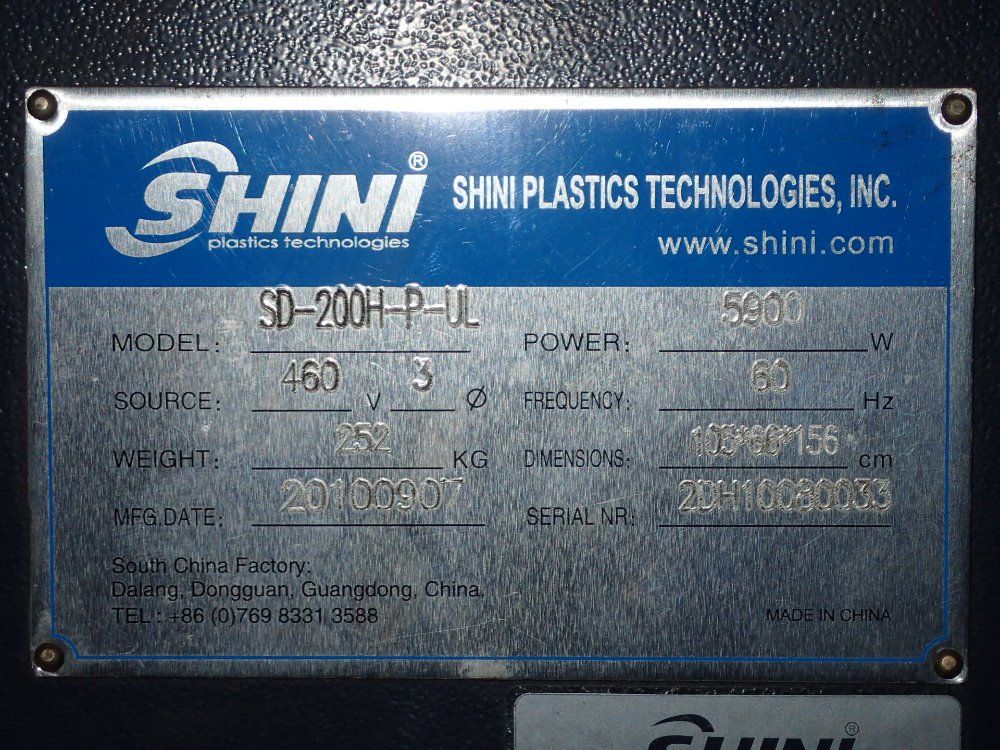 SHINI®
plastics technologies
SHINI PLASTICS TECHNOLOGIES, INC.
www.shini.com
MODEL: SD-200H-P-UL
POWER: 5900 W
SOURCE: 460 V 3 Ø
FREQUENCY: 60 Hz
WEIGHT: 252 KG
DIMENSIONS: cm
MFG.DATE: 20100907
SERIAL NR: 2DH10080033
South China Factory:
Dalang, Dongguan, Guangdong, China.
TEL : +86 (0)769 8331 3588
MADE IN CHINA
SHINI®